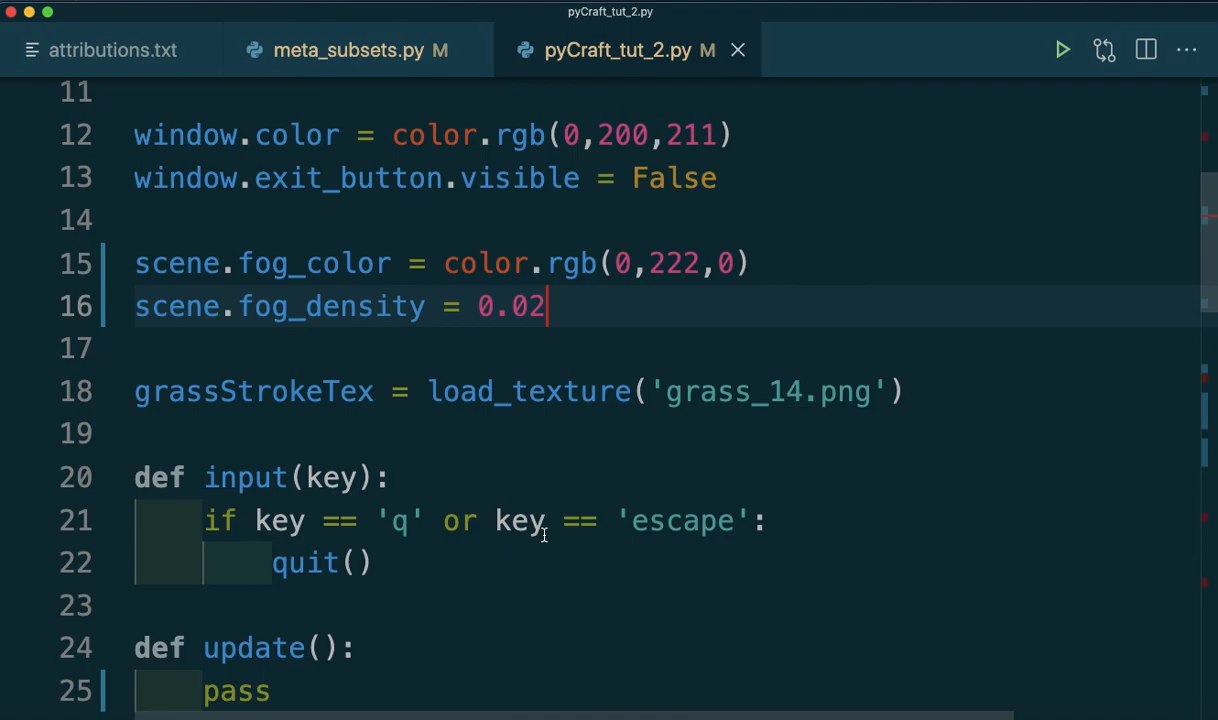 pyCraft_tut_2.py
attributions.txt meta_subsets.py M pyCraft_tut_2.py M
11
12 window.color = color.rgb(0,200,211)
13 window.exit_button.visible = False
14
15 scene.fog_color = color.rgb(0,222,0)
16 scene.fog_density = 0.02
17
18 grassStrokeTex = load_texture('grass_14.png')
19
20 def input(key):
21     if key == 'q' or key == 'escape':
22         quit()
23
24 def update():
25     pass